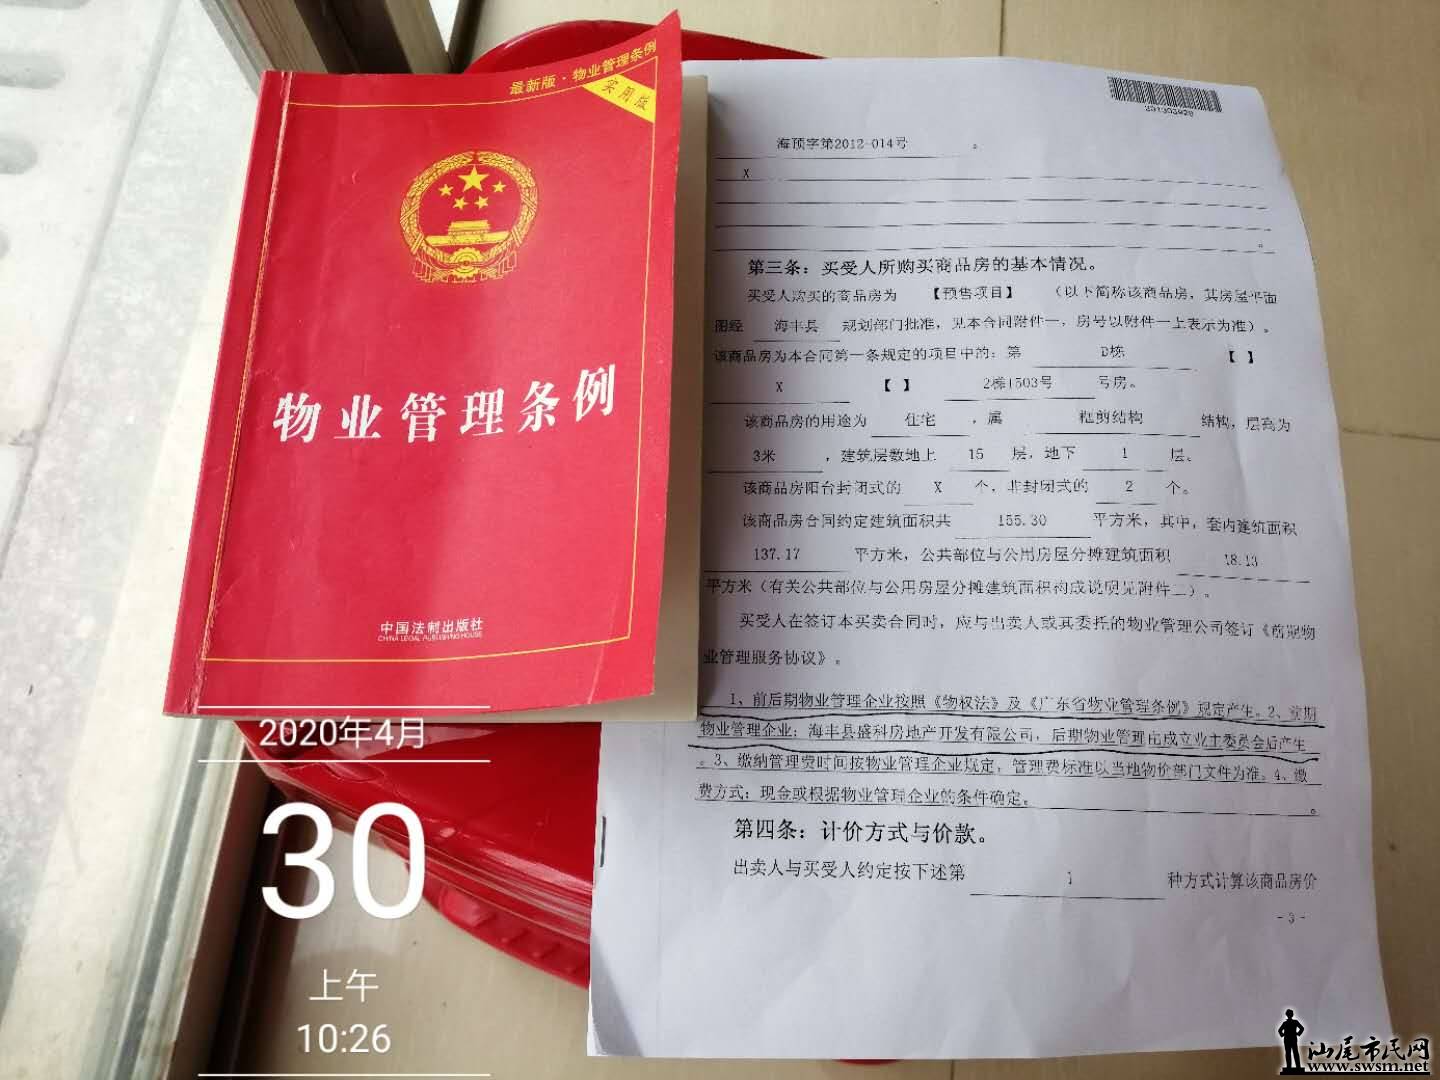 最新版·物业管理条例
实用版
物业管理条例
中国法制出版社
CHINA LEGAL PUBLISHING HOUSE
2020年4月
30
上午
10:26
海预字第2012-014号 。
X
。
第三条：买受人所购买商品房的基本情况。
买受人购买的商品房为 【预售项目】 （以下简称该商品房，其房屋平面
图经 海丰县 规划部门批准，见本合同附件一，房号以附件一上表示为准）。
该商品房为本合同第一条规定的项目中的：第 D栋 【 】
X 【 】 2梯1503号 号房。
该商品房的用途为 住宅 ，属 框剪结构 结构，层高为
3米 ，建筑层数地上 15 层，地下 1 层。
该商品房阳台封闭式的 X 个，非封闭式的 2 个。
该商品房合同约定建筑面积共 155.30 平方米，其中，套内建筑面积
137.17 平方米，公共部位与公用房屋分摊建筑面积 18.13
平方米（有关公共部位与公用房屋分摊建筑面积构成说明见附件二）。
买受人在签订本买卖合同时，应与出卖人或其委托的物业管理公司签订《前期物
业管理服务协议》。
1、前后期物业管理企业按照《物权法》及《广东省物业管理条例》规定产生。2、前期
物业管理企业：海丰县盛科房地产开发有限公司，后期物业管理由成立业主委员会后产生
。3、缴纳管理费时间按物业管理企业规定，管理费标准以当地物价部门文件为准。4、缴
费方式：现金或根据物业管理企业的条件确定。 。
第四条：计价方式与价款。
出卖人与买受人约定按下述第 1 种方式计算该商品房价
- 3 -
汕尾市民网
www.swsm.net